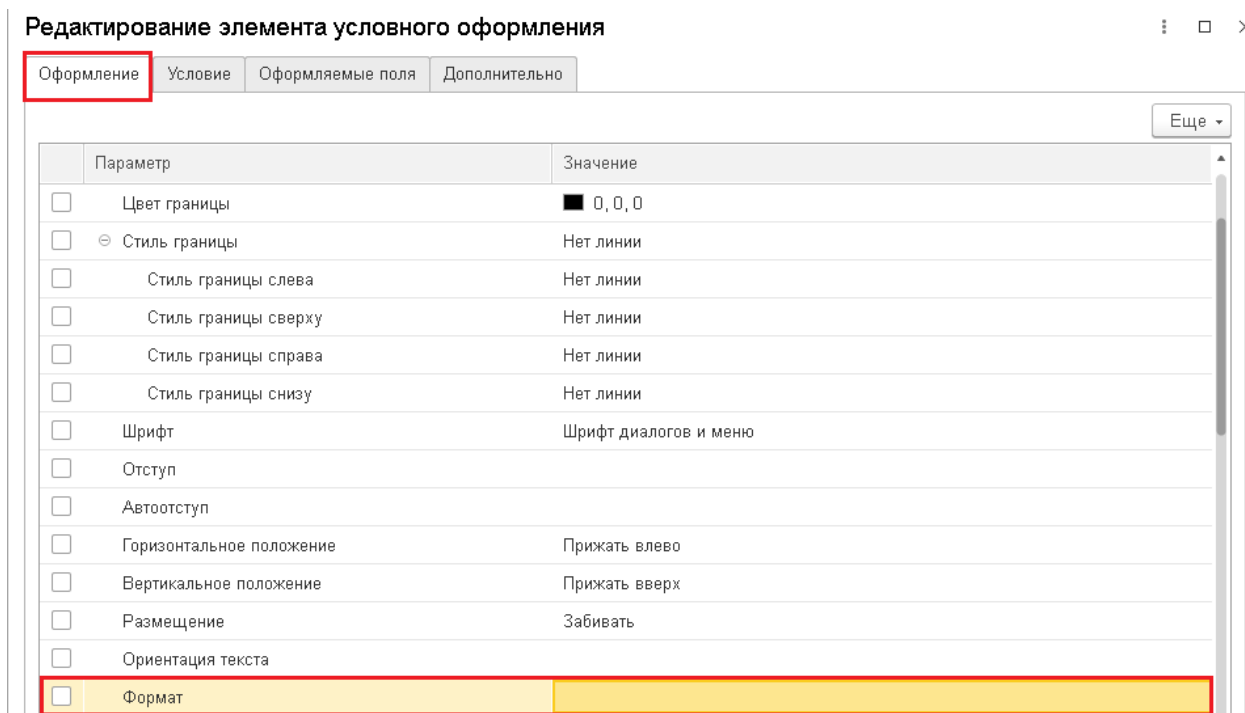 Редактирование элемента условного оформления
Оформление Условие Оформляемые поля Дополнительно
Еще
Параметр Значение
Цвет границы 0, 0, 0
Стиль границы Нет линии
Стиль границы слева Нет линии
Стиль границы сверху Нет линии
Стиль границы справа Нет линии
Стиль границы снизу Нет линии
Шрифт Шрифт диалогов и меню
Отступ
Автоотступ
Горизонтальное положение Прижать влево
Вертикальное положение Прижать вверх
Размещение Забивать
Ориентация текста
Формат